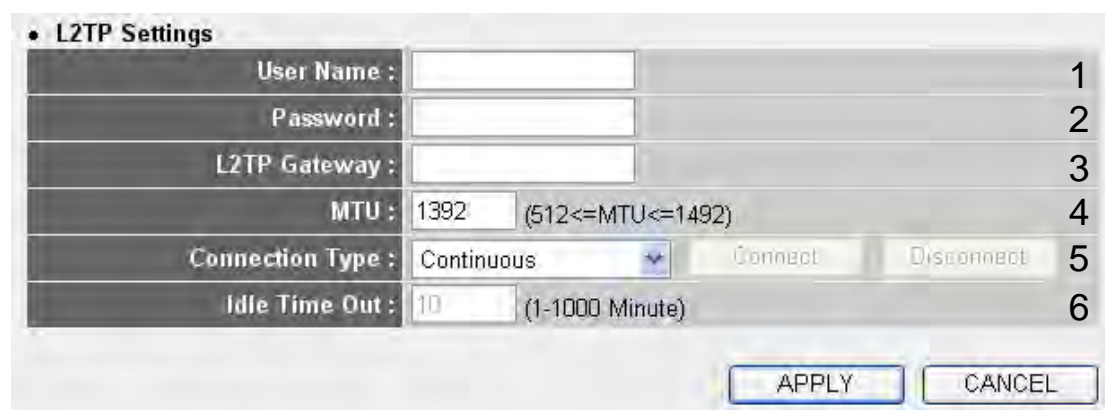 • L2TP Settings
User Name : 1
Password : 2
L2TP Gateway : 3
MTU : 1392 (512<=MTU<=1492) 4
Connection Type : Continuous Connect Disconnect 5
Idle Time Out : 10 (1-1000 Minute) 6
APPLY CANCEL